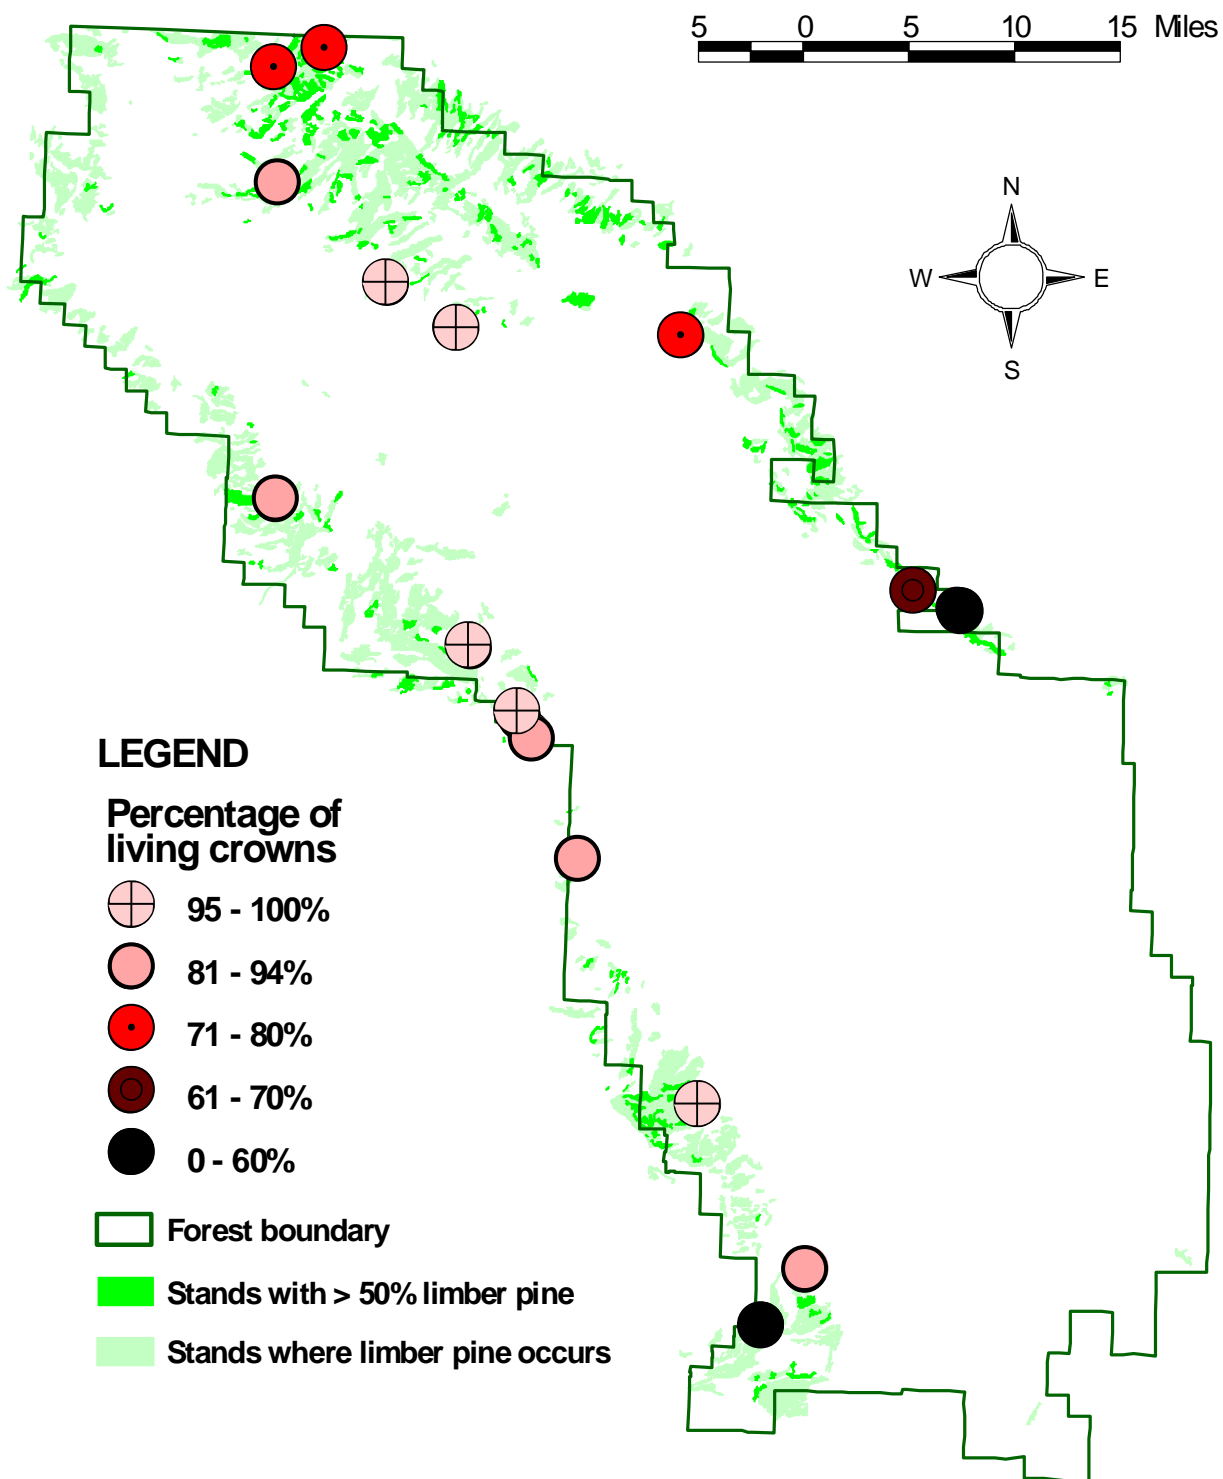 5 0 5 10 15 Miles
N
W E
S
LEGEND
Percentage of
living crowns
95 - 100%
81 - 94%
71 - 80%
61 - 70%
0 - 60%
Forest boundary
Stands with > 50% limber pine
Stands where limber pine occurs